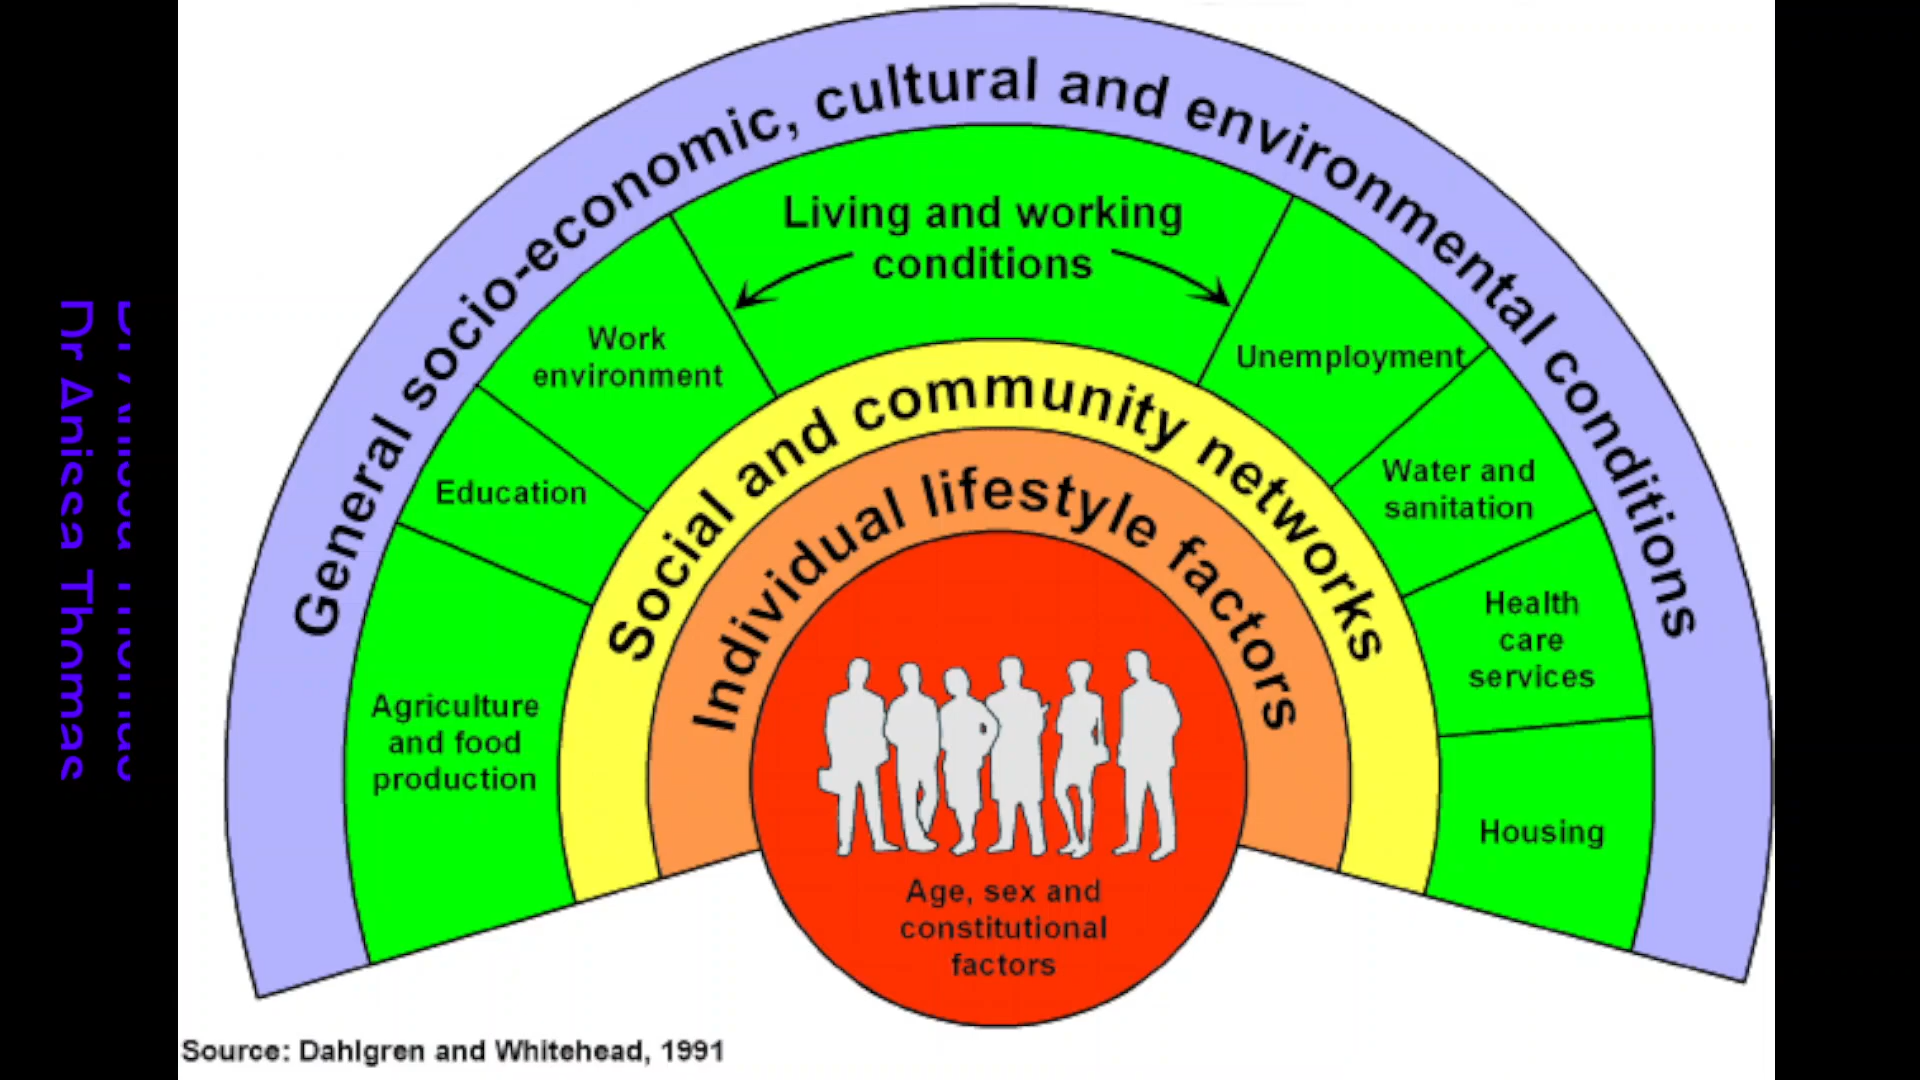 General socio-economic, cultural and environmental conditions
Living and working
conditions
Work
environment
Unemployment
Education
Water and
sanitation
Agriculture
and food
production
Health
care
services
Housing
Social and community networks
Individual lifestyle factors
Age, sex and
constitutional
factors
Source: Dahlgren and Whitehead, 1991
Dr Anissa Thomas